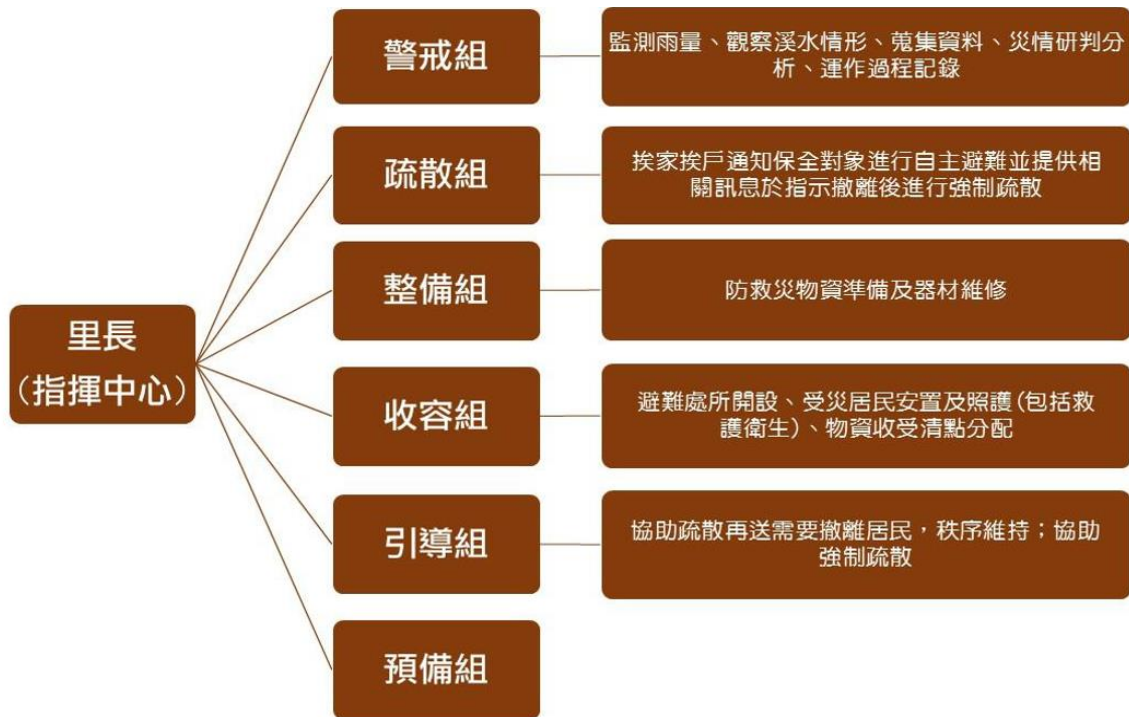 警戒組
監測雨量、觀察溪水情形、蒐集資料、災情研判分
析、運作過程記錄
疏散組
挨家挨戶通知保全對象進行自主避難並提供相
關訊息於指示撤離後進行強制疏散
整備組
防救災物資準備及器材維修
里長
(指揮中心)
收容組
避難處所開設、受災居民安置及照護(包括救
護衛生)、物資收受清點分配
引導組
協助疏散再送需要撤離居民，秩序維持；協助
強制疏散
預備組